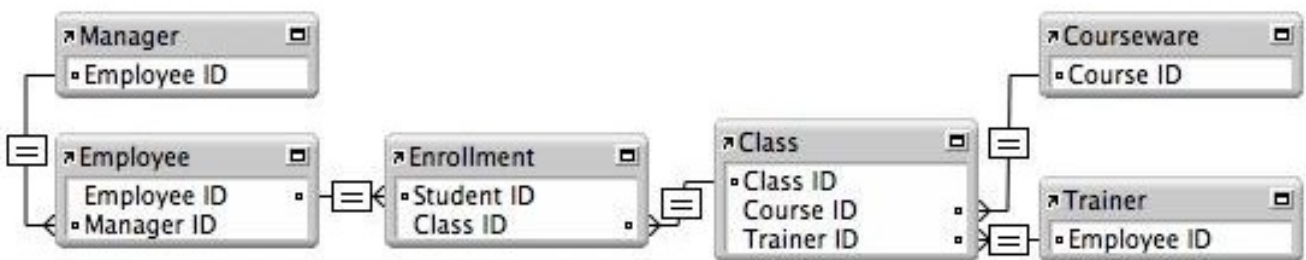 Manager
Employee ID
Employee
Employee ID
Manager ID
Enrollment
Student ID
Class ID
Class
Class ID
Course ID
Trainer ID
Courseware
Course ID
Trainer
Employee ID